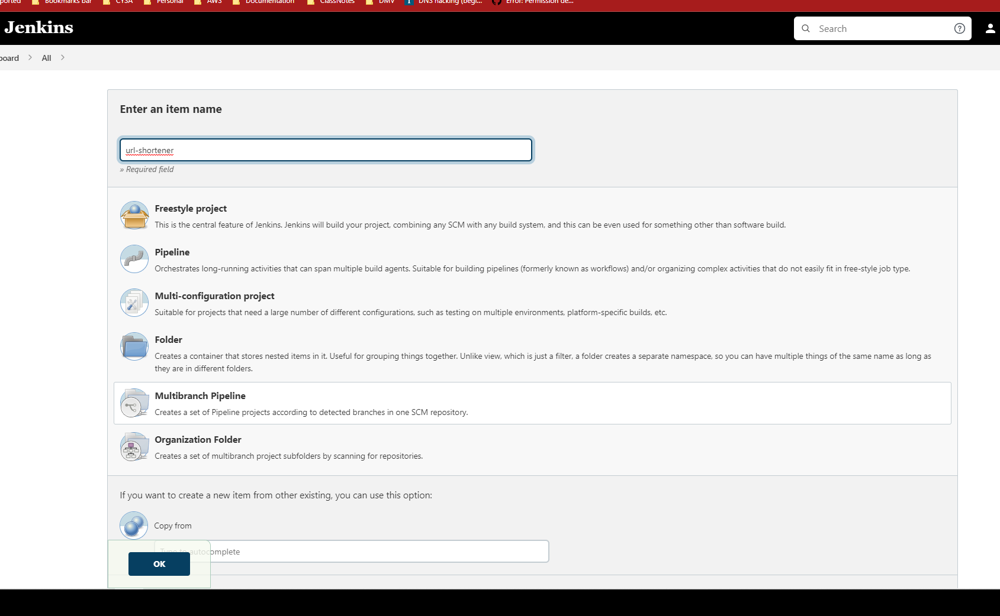 ported Bookmarks bar CYSA Personal AWS Documentation ClassNotes DMV DNS hacking (begi... Error: Permission de...
Jenkins
Search
board > All >
Enter an item name
url-shortener
» Required field
Freestyle project
This is the central feature of Jenkins. Jenkins will build your project, combining any SCM with any build system, and this can be even used for something other than software build.
Pipeline
Orchestrates long-running activities that can span multiple build agents. Suitable for building pipelines (formerly known as workflows) and/or organizing complex activities that do not easily fit in free-style job type.
Multi-configuration project
Suitable for projects that need a large number of different configurations, such as testing on multiple environments, platform-specific builds, etc.
Folder
Creates a container that stores nested items in it. Useful for grouping things together. Unlike view, which is just a filter, a folder creates a separate namespace, so you can have multiple things of the same name as long as
they are in different folders.
Multibranch Pipeline
Creates a set of Pipeline projects according to detected branches in one SCM repository.
Organization Folder
Creates a set of multibranch project subfolders by scanning for repositories.
If you want to create a new item from other existing, you can use this option:
Copy from
Type to autocomplete
OK